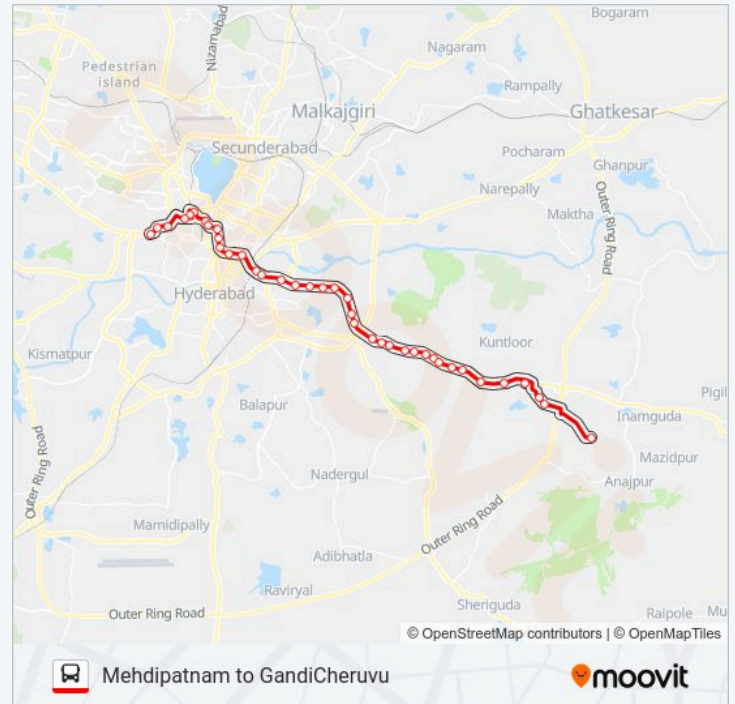 Bogaram
Nizamabad
Nagaram
Pedestrian
island
Rampally
Malkajgiri
Ghatkesar
Secunderabad
Pocharam
Ghanpur
Narepally
Outer Ring Road
Maktha
Hyderabad
Kismatpur
Kuntloor
Pigil
Balapur
Inamguda
Outer Ring Road
Mazidpur
Nadergul
Anajpur
Mamidipally
Outer Ring Road
Adibhatla
Raviryal
Outer Ring Road
Sheriguda
Raipole
Mu
© OpenStreetMap contributors | © OpenMapTiles
Mehdipatnam to GandiCheruvu
moovit